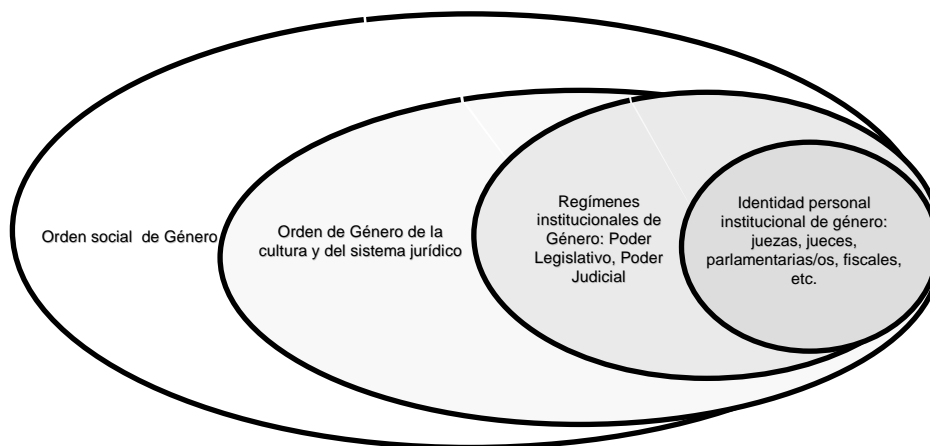 Orden social  de Género
Orden de Género de la
cultura y del sistema jurídico
Regímenes
institucionales de
Género: Poder
Legislativo, Poder
Judicial
Identidad personal
institucional de género:
juezas, jueces,
parlamentarias/os, fiscales,
etc.